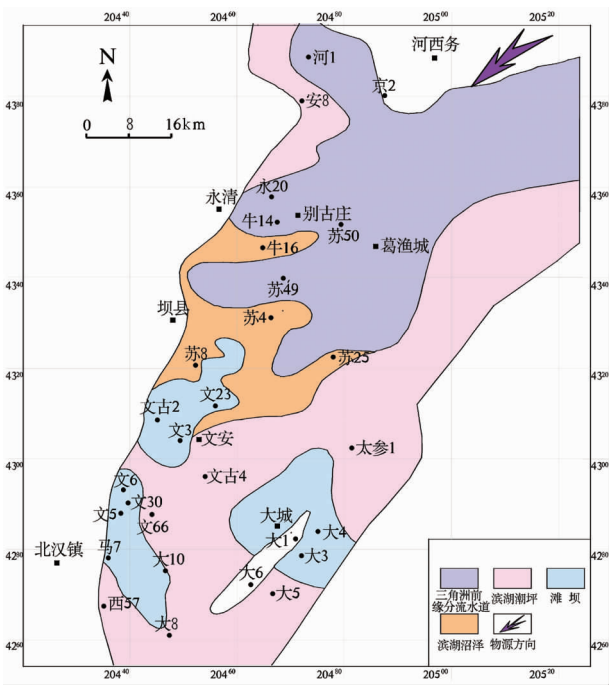 204⁴⁰ 204⁶⁰ 204⁸⁰ 205⁰⁰ 205²⁰
N
0 8 16km
河西务
河1
京2
安8
43⁸⁰ 43⁸⁰
永20
永清
别古庄
43⁶⁰ 43⁶⁰
牛14
苏50
牛16
葛渔城
43⁴⁰ 43⁴⁰
苏49
坝县
苏4
苏8
苏25
43²⁰ 43²⁰
文23
文古2
文3
文安
太参1
43⁰⁰ 43⁰⁰
文古4
文6
文30
文5
文66
大城
大4
大1
北汉镇
马7
大10
大3
42⁸⁰ 42⁸⁰
大6
大5
西57
大8
42⁶⁰ 42⁶⁰
三角洲前缘分流水道
滨湖潮坪
滩 坝
滨湖沼泽
物源方向
204⁴⁰ 204⁶⁰ 204⁸⁰ 205⁰⁰ 205²⁰